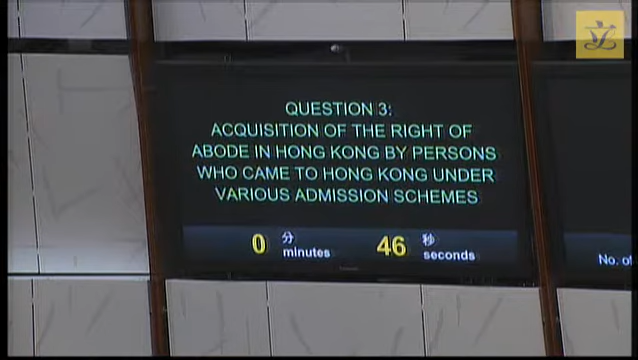 QUESTION 3:
ACQUISITION OF THE RIGHT OF
ABODE IN HONG KONG BY PERSONS
WHO CAME TO HONG KONG UNDER
VARIOUS ADMISSION SCHEMES
0 分 minutes 46 秒 seconds
No. of